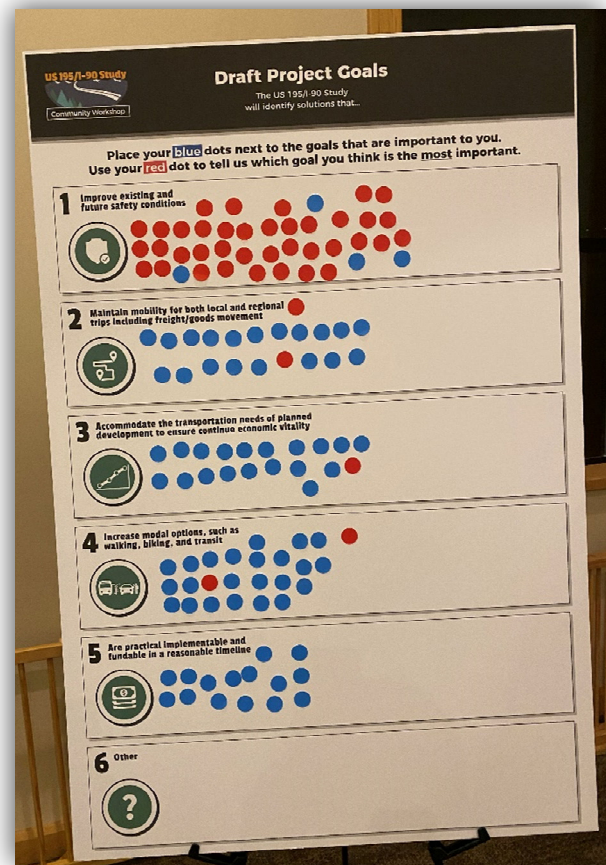 US 195/I-90 Study
Community Workshop
Draft Project Goals
The US 195/I-90 Study
will identify solutions that...
Place your blue dots next to the goals that are important to you.
Use your red dot to tell us which goal you think is the most important.
1 Improve existing and
future safety conditions
2 Maintain mobility for both local and regional
trips including freight/goods movement
3 Accommodate the transportation needs of planned
development to ensure continue economic vitality
4 Increase modal options, such as
walking, biking, and transit
5 Are practical implementable and
fundable in a reasonable timeline
$
6 Other
?